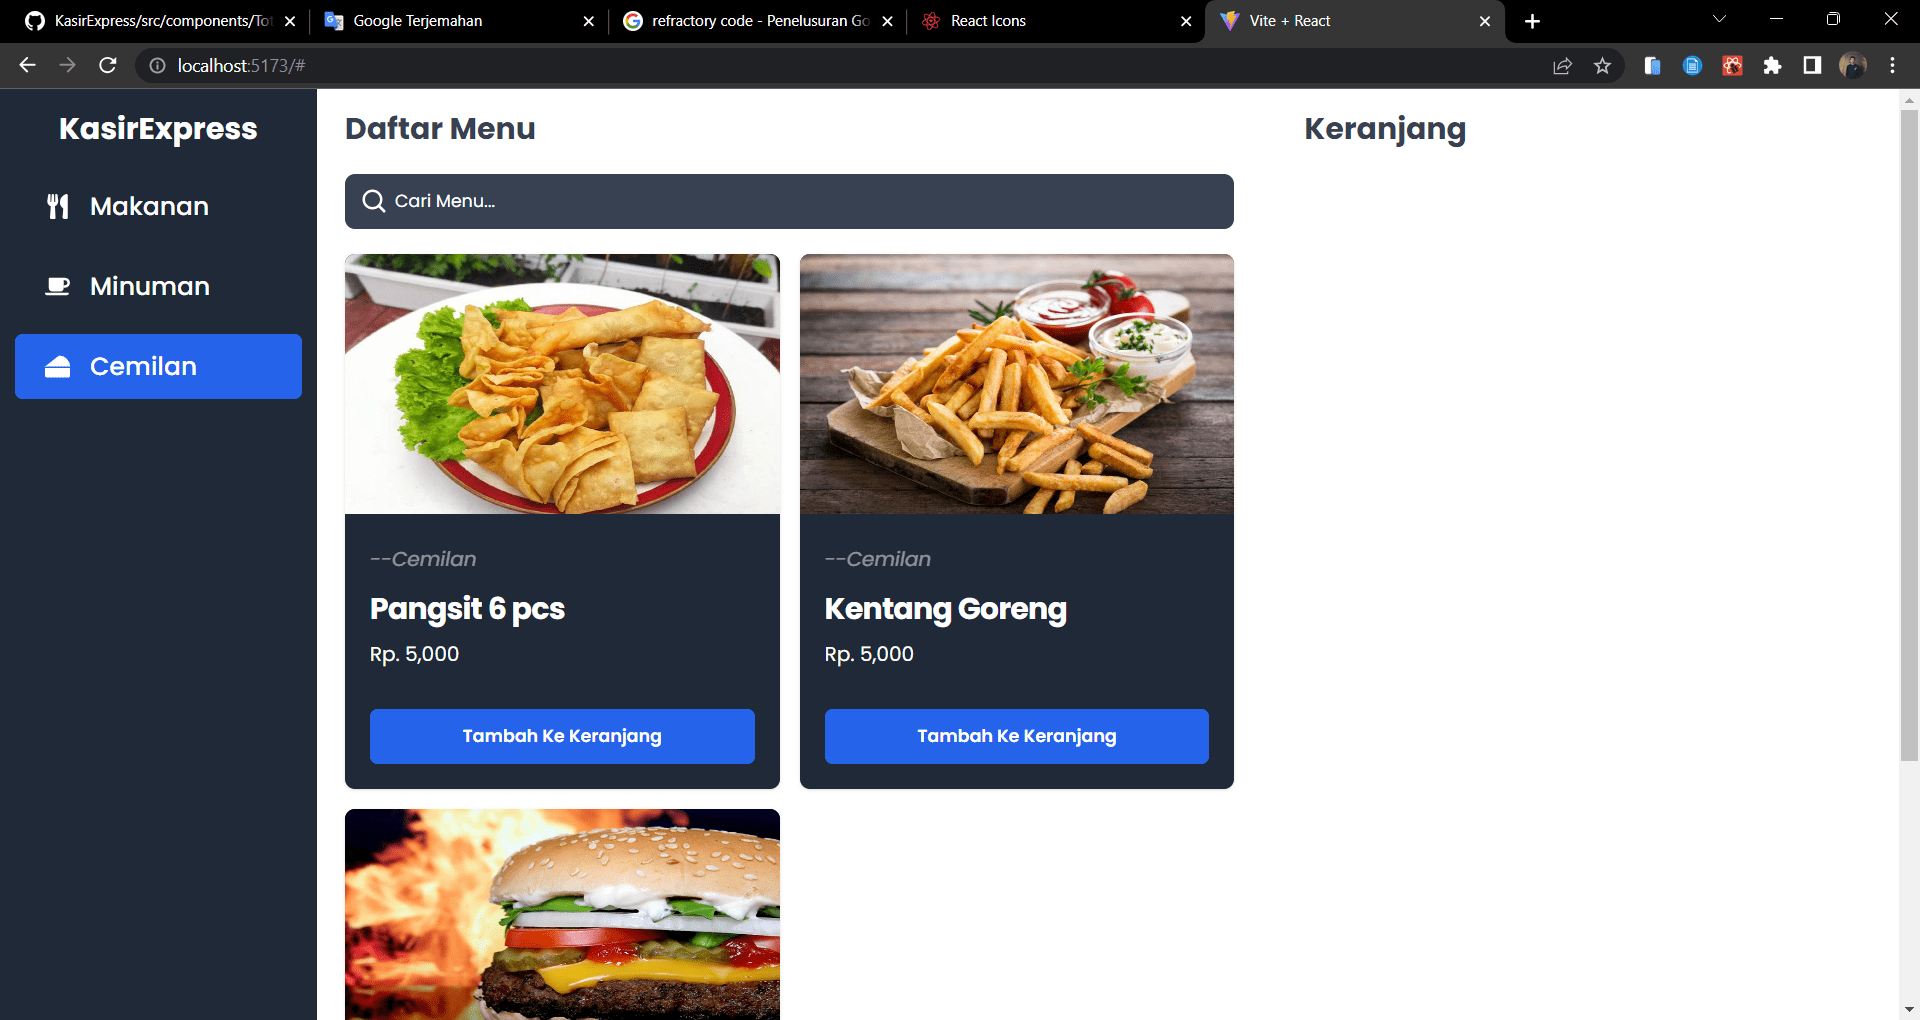 KasirExpress/src/components/Tot
Google Terjemahan
refractory code - Penelusuran Go
React Icons
Vite + React
localhost:5173/#
KasirExpress
Makanan
Minuman
Cemilan
Daftar Menu
Cari Menu...
--Cemilan
Pangsit 6 pcs
Rp. 5,000
Tambah Ke Keranjang
--Cemilan
Kentang Goreng
Rp. 5,000
Tambah Ke Keranjang
Keranjang